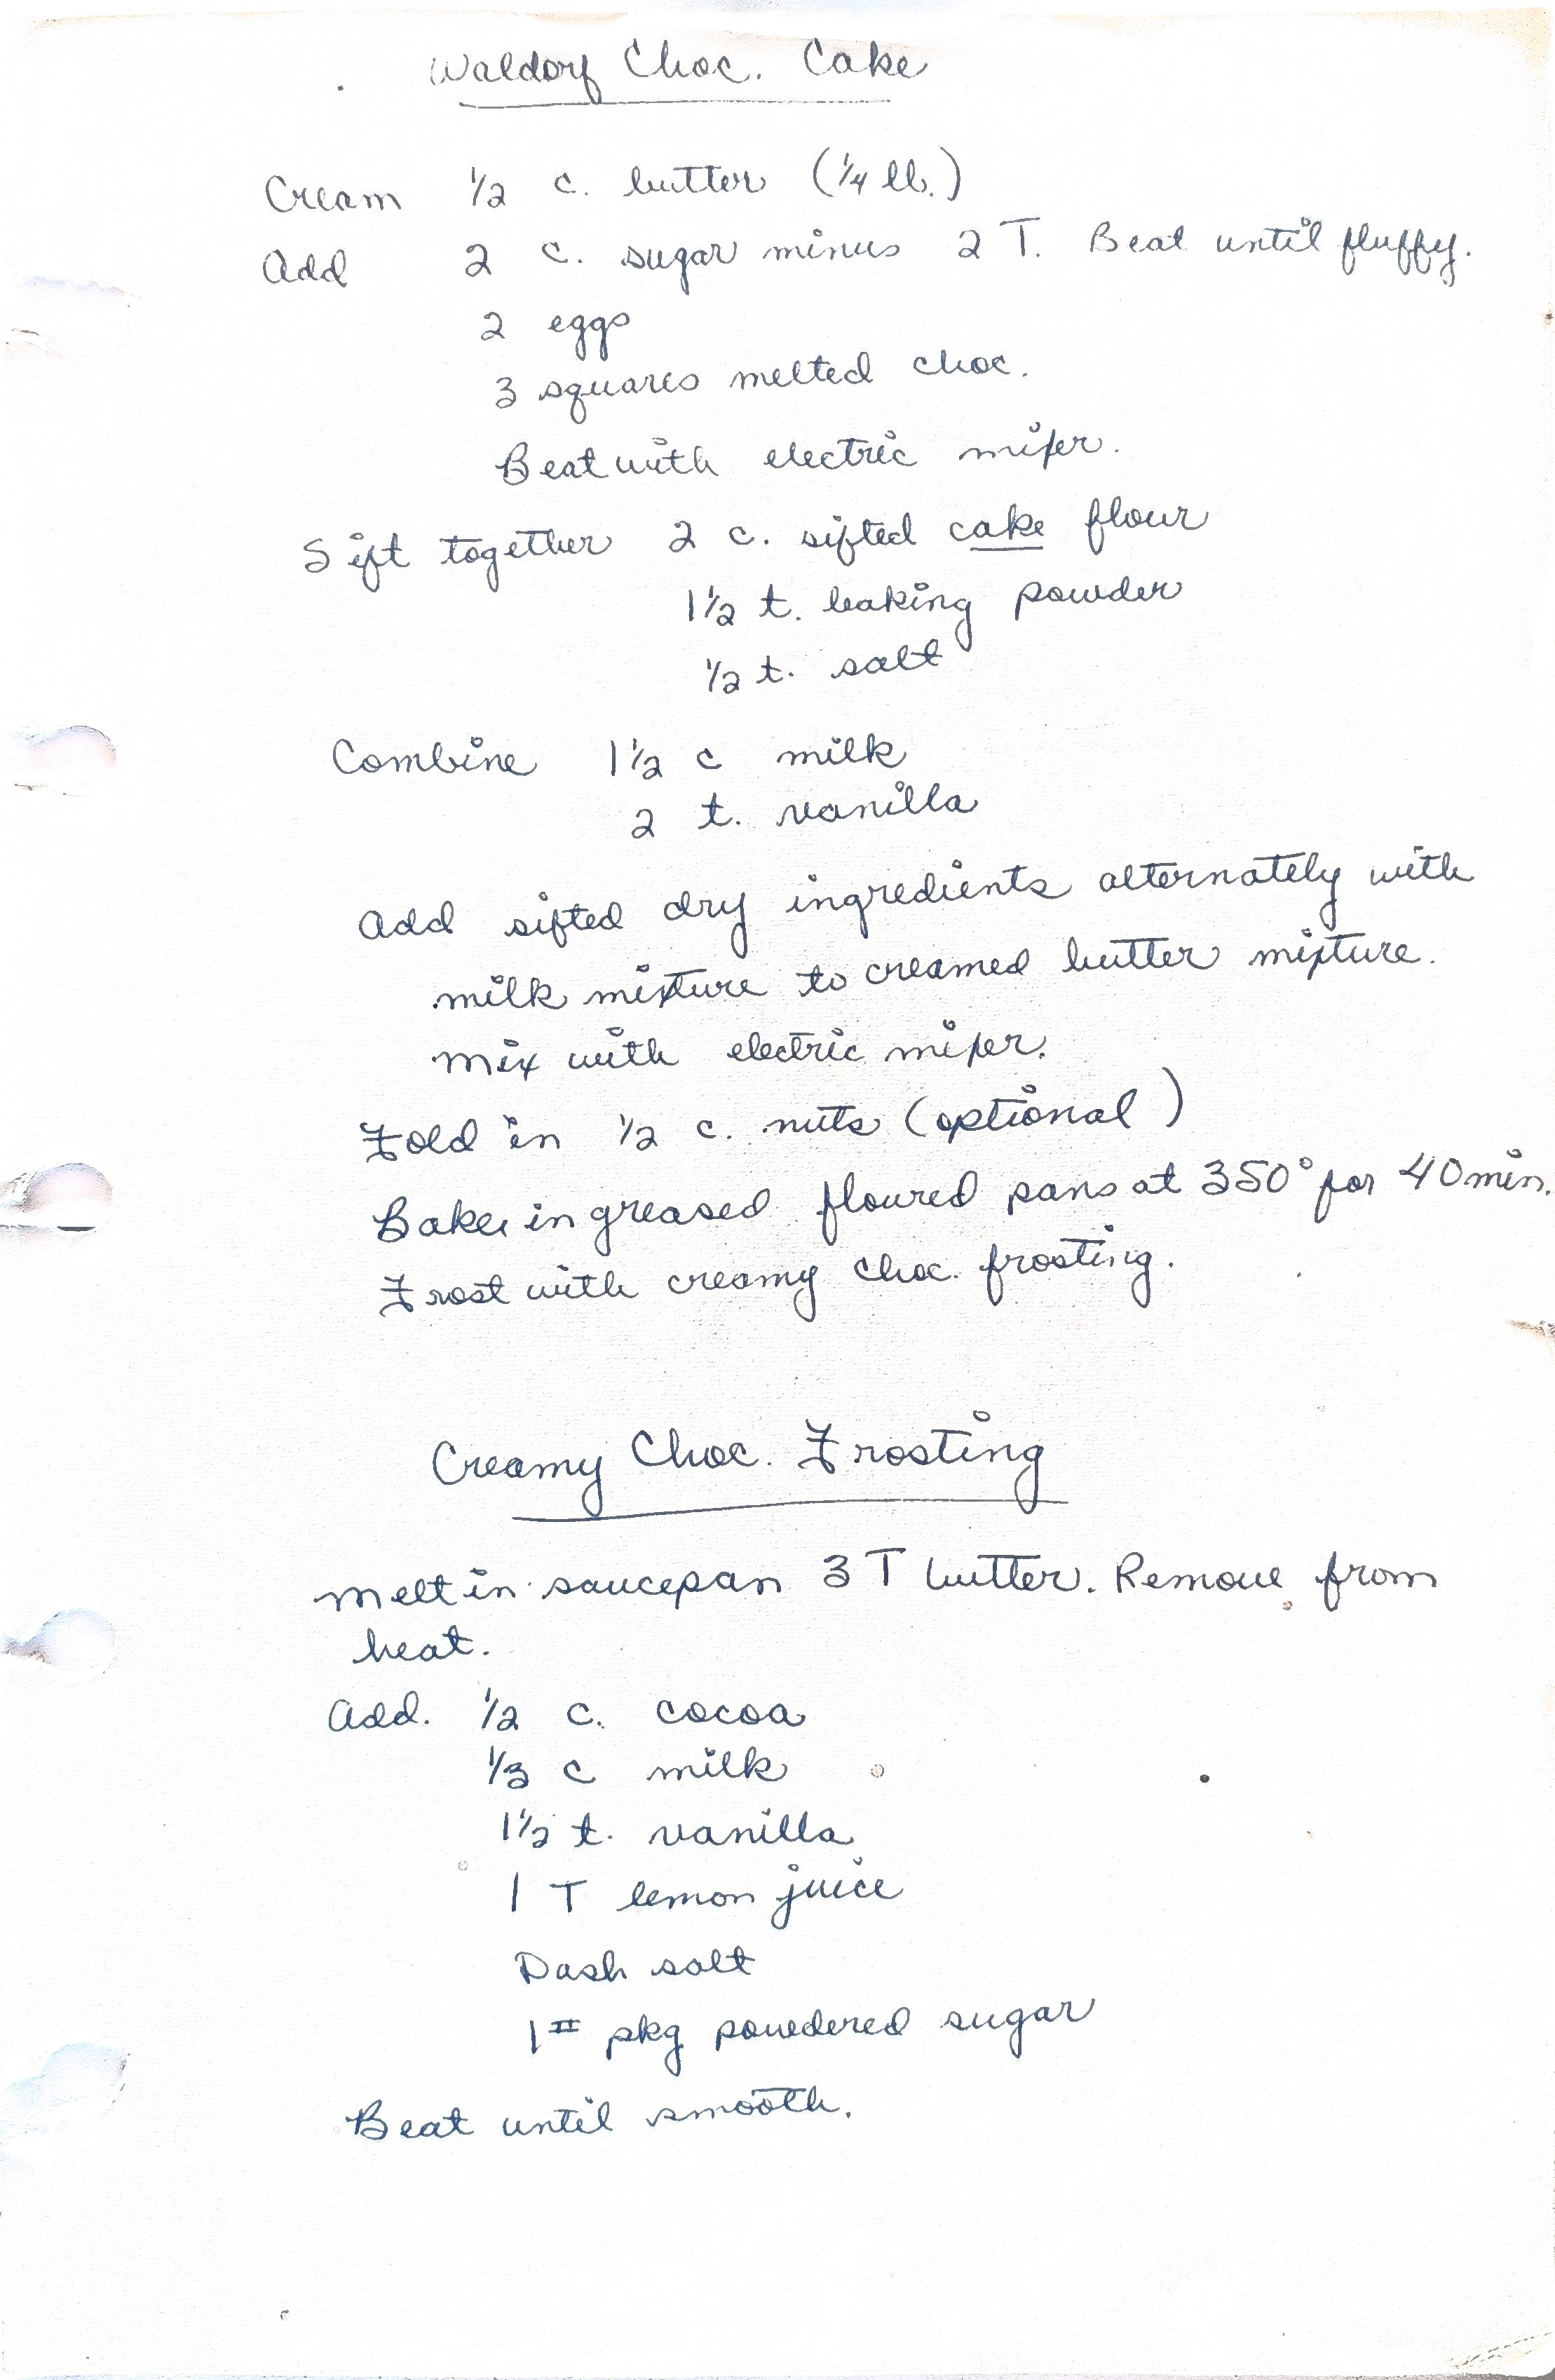 Waldorf Choc. Cake
Cream 1/2 c. butter (1/4 lb.)
Add 2 c. sugar minus 2 T. Beat until fluffy.
2 eggs
3 squares melted choc.
Beat with electric mixer.
Sift together 2 c. sifted cake flour
1 1/2 t. baking powder
1/2 t. salt
Combine 1 1/2 c milk
2 t. vanilla
Add sifted dry ingredients alternately with
milk mixture to creamed butter mixture.
Mix with electric mixer.
Fold in 1/2 c. nuts (optional)
Bake in greased floured pans at 350° for 40 min.
Frost with creamy choc. frosting.
Creamy Choc. Frosting
Melt in saucepan 3 T butter. Remove from
heat.
Add. 1/2 c. cocoa
1/3 c milk
1 1/2 t. vanilla
1 T lemon juice
Dash salt
1# pkg powdered sugar
Beat until smooth.